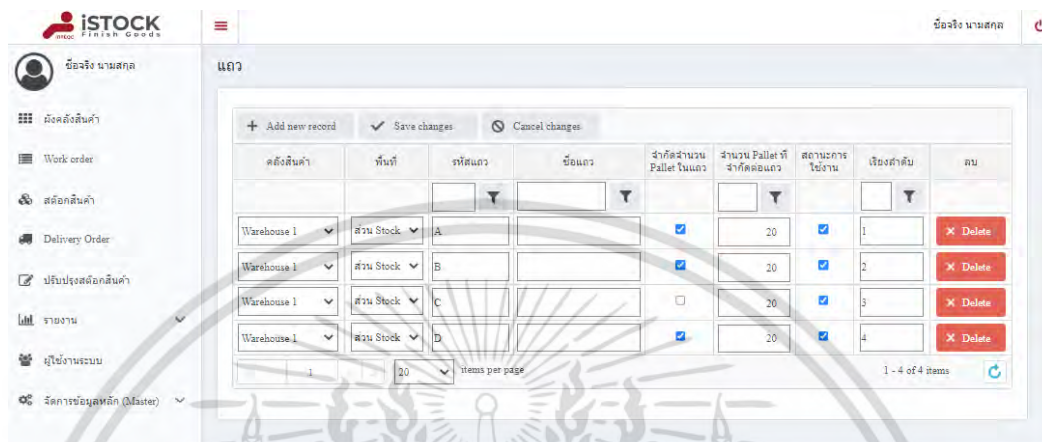 iSTOCK
Finish Goods
ชื่อจริง นามสกุล
ชื่อจริง นามสกุล
แถว
ผังคลังสินค้า
Work order
สต๊อกสินค้า
Delivery Order
ปรับปรุงสต๊อกสินค้า
รายงาน
ผู้ใช้งานระบบ
จัดการข้อมูลหลัก (Master)
Add new record Save changes Cancel changes
คลังสินค้า พื้นที่ รหัสแถว ชื่อแถว จำกัดจำนวน Pallet ในแถว จำนวน Pallet ที่ จำกัดต่อแถว สถานะการ ใช้งาน เรียงลำดับ ลบ
Warehouse 1 ส่วน Stock A 20 1 Delete
Warehouse 1 ส่วน Stock B 20 2 Delete
Warehouse 1 ส่วน Stock C 20 3 Delete
Warehouse 1 ส่วน Stock D 20 4 Delete
1 20 items per page 1 - 4 of 4 items